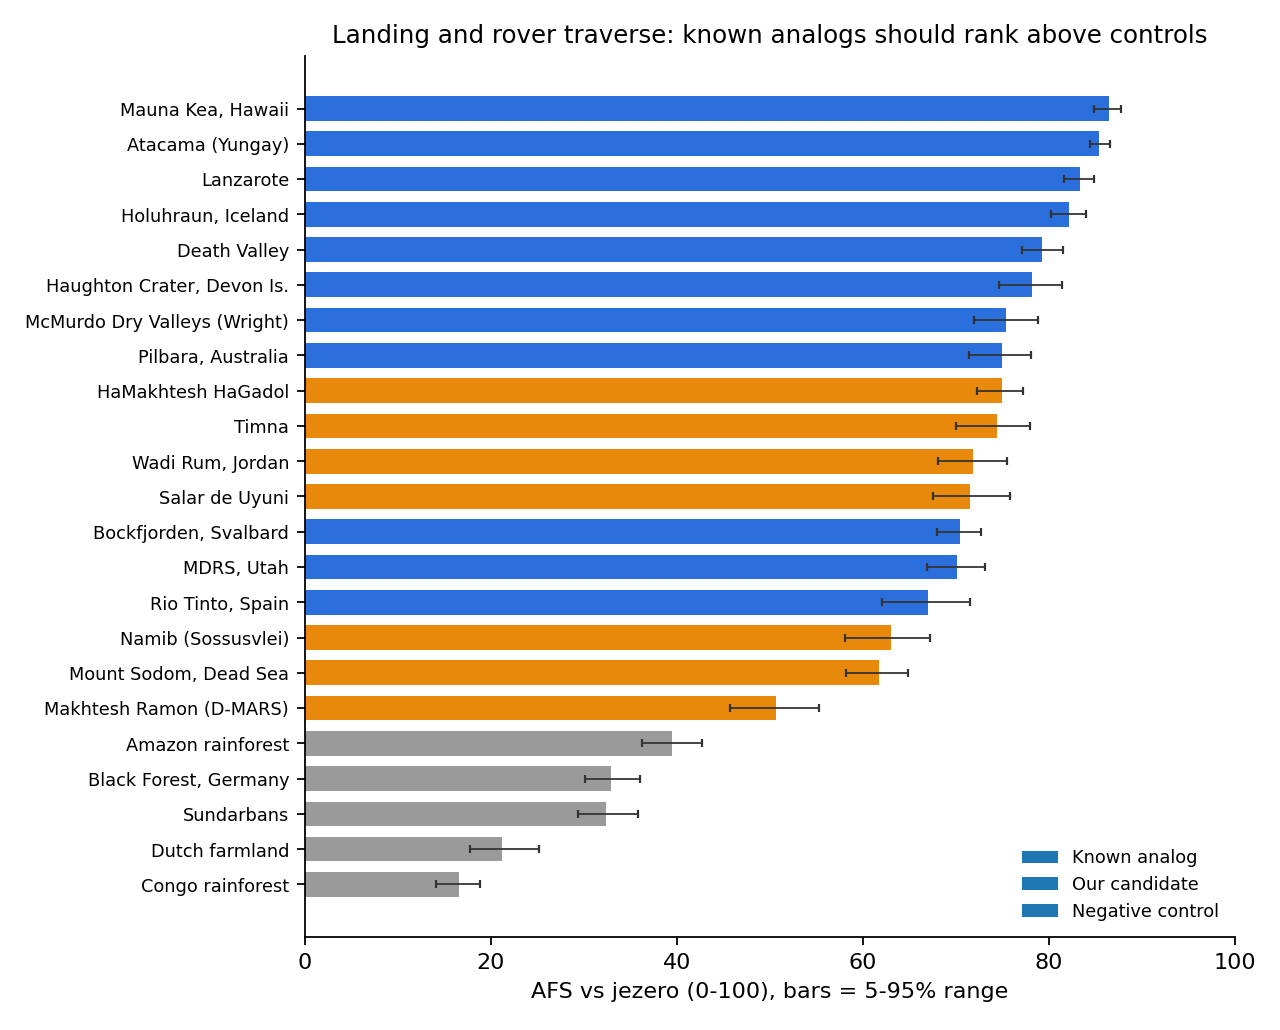 Landing and rover traverse: known analogs should rank above controls
Mauna Kea, Hawaii
Atacama (Yungay)
Lanzarote
Holuhraun, Iceland
Death Valley
Haughton Crater, Devon Is.
McMurdo Dry Valleys (Wright)
Pilbara, Australia
HaMakhtesh HaGadol
Timna
Wadi Rum, Jordan
Salar de Uyuni
Bockfjorden, Svalbard
MDRS, Utah
Rio Tinto, Spain
Namib (Sossusvlei)
Mount Sodom, Dead Sea
Makhtesh Ramon (D-MARS)
Amazon rainforest
Black Forest, Germany
Sundarbans
Dutch farmland
Congo rainforest
Known analog
Our candidate
Negative control
0 20 40 60 80 100
AFS vs jezero (0-100), bars = 5-95% range